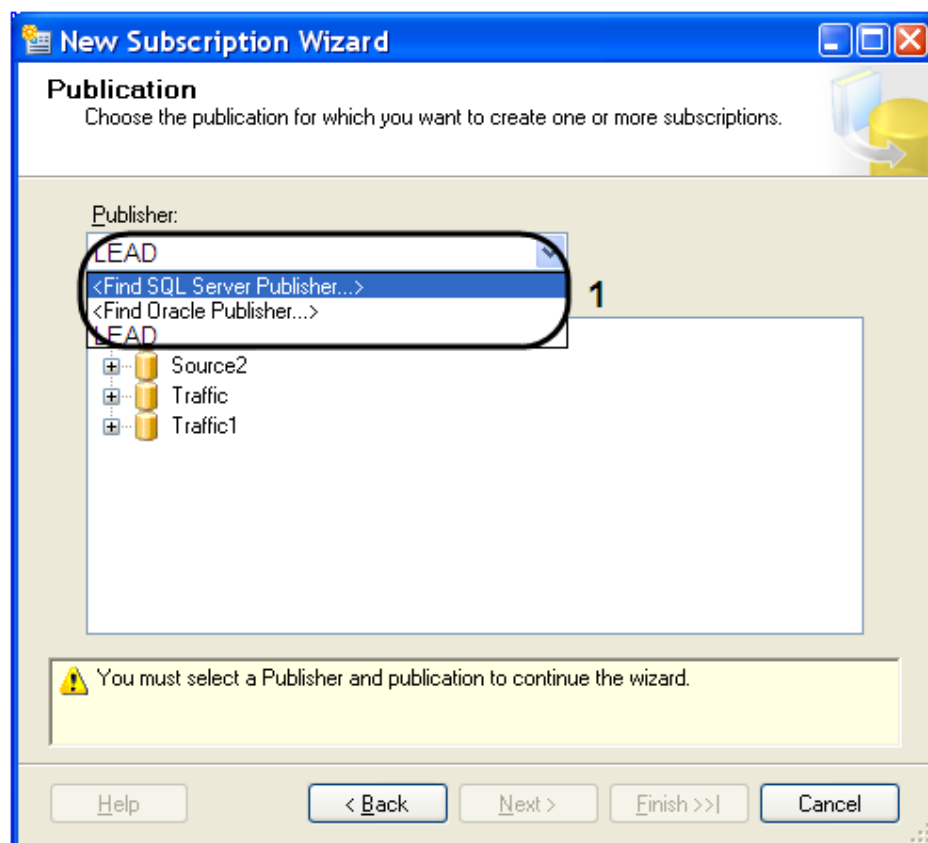 New Subscription Wizard
Publication
Choose the publication for which you want to create one or more subscriptions.
Publisher:
LEAD
<Find SQL Server Publisher...>
<Find Oracle Publisher...>
LEAD
1
Source2
Traffic
Traffic1
You must select a Publisher and publication to continue the wizard.
Help
< Back
Next >
Finish >>|
Cancel